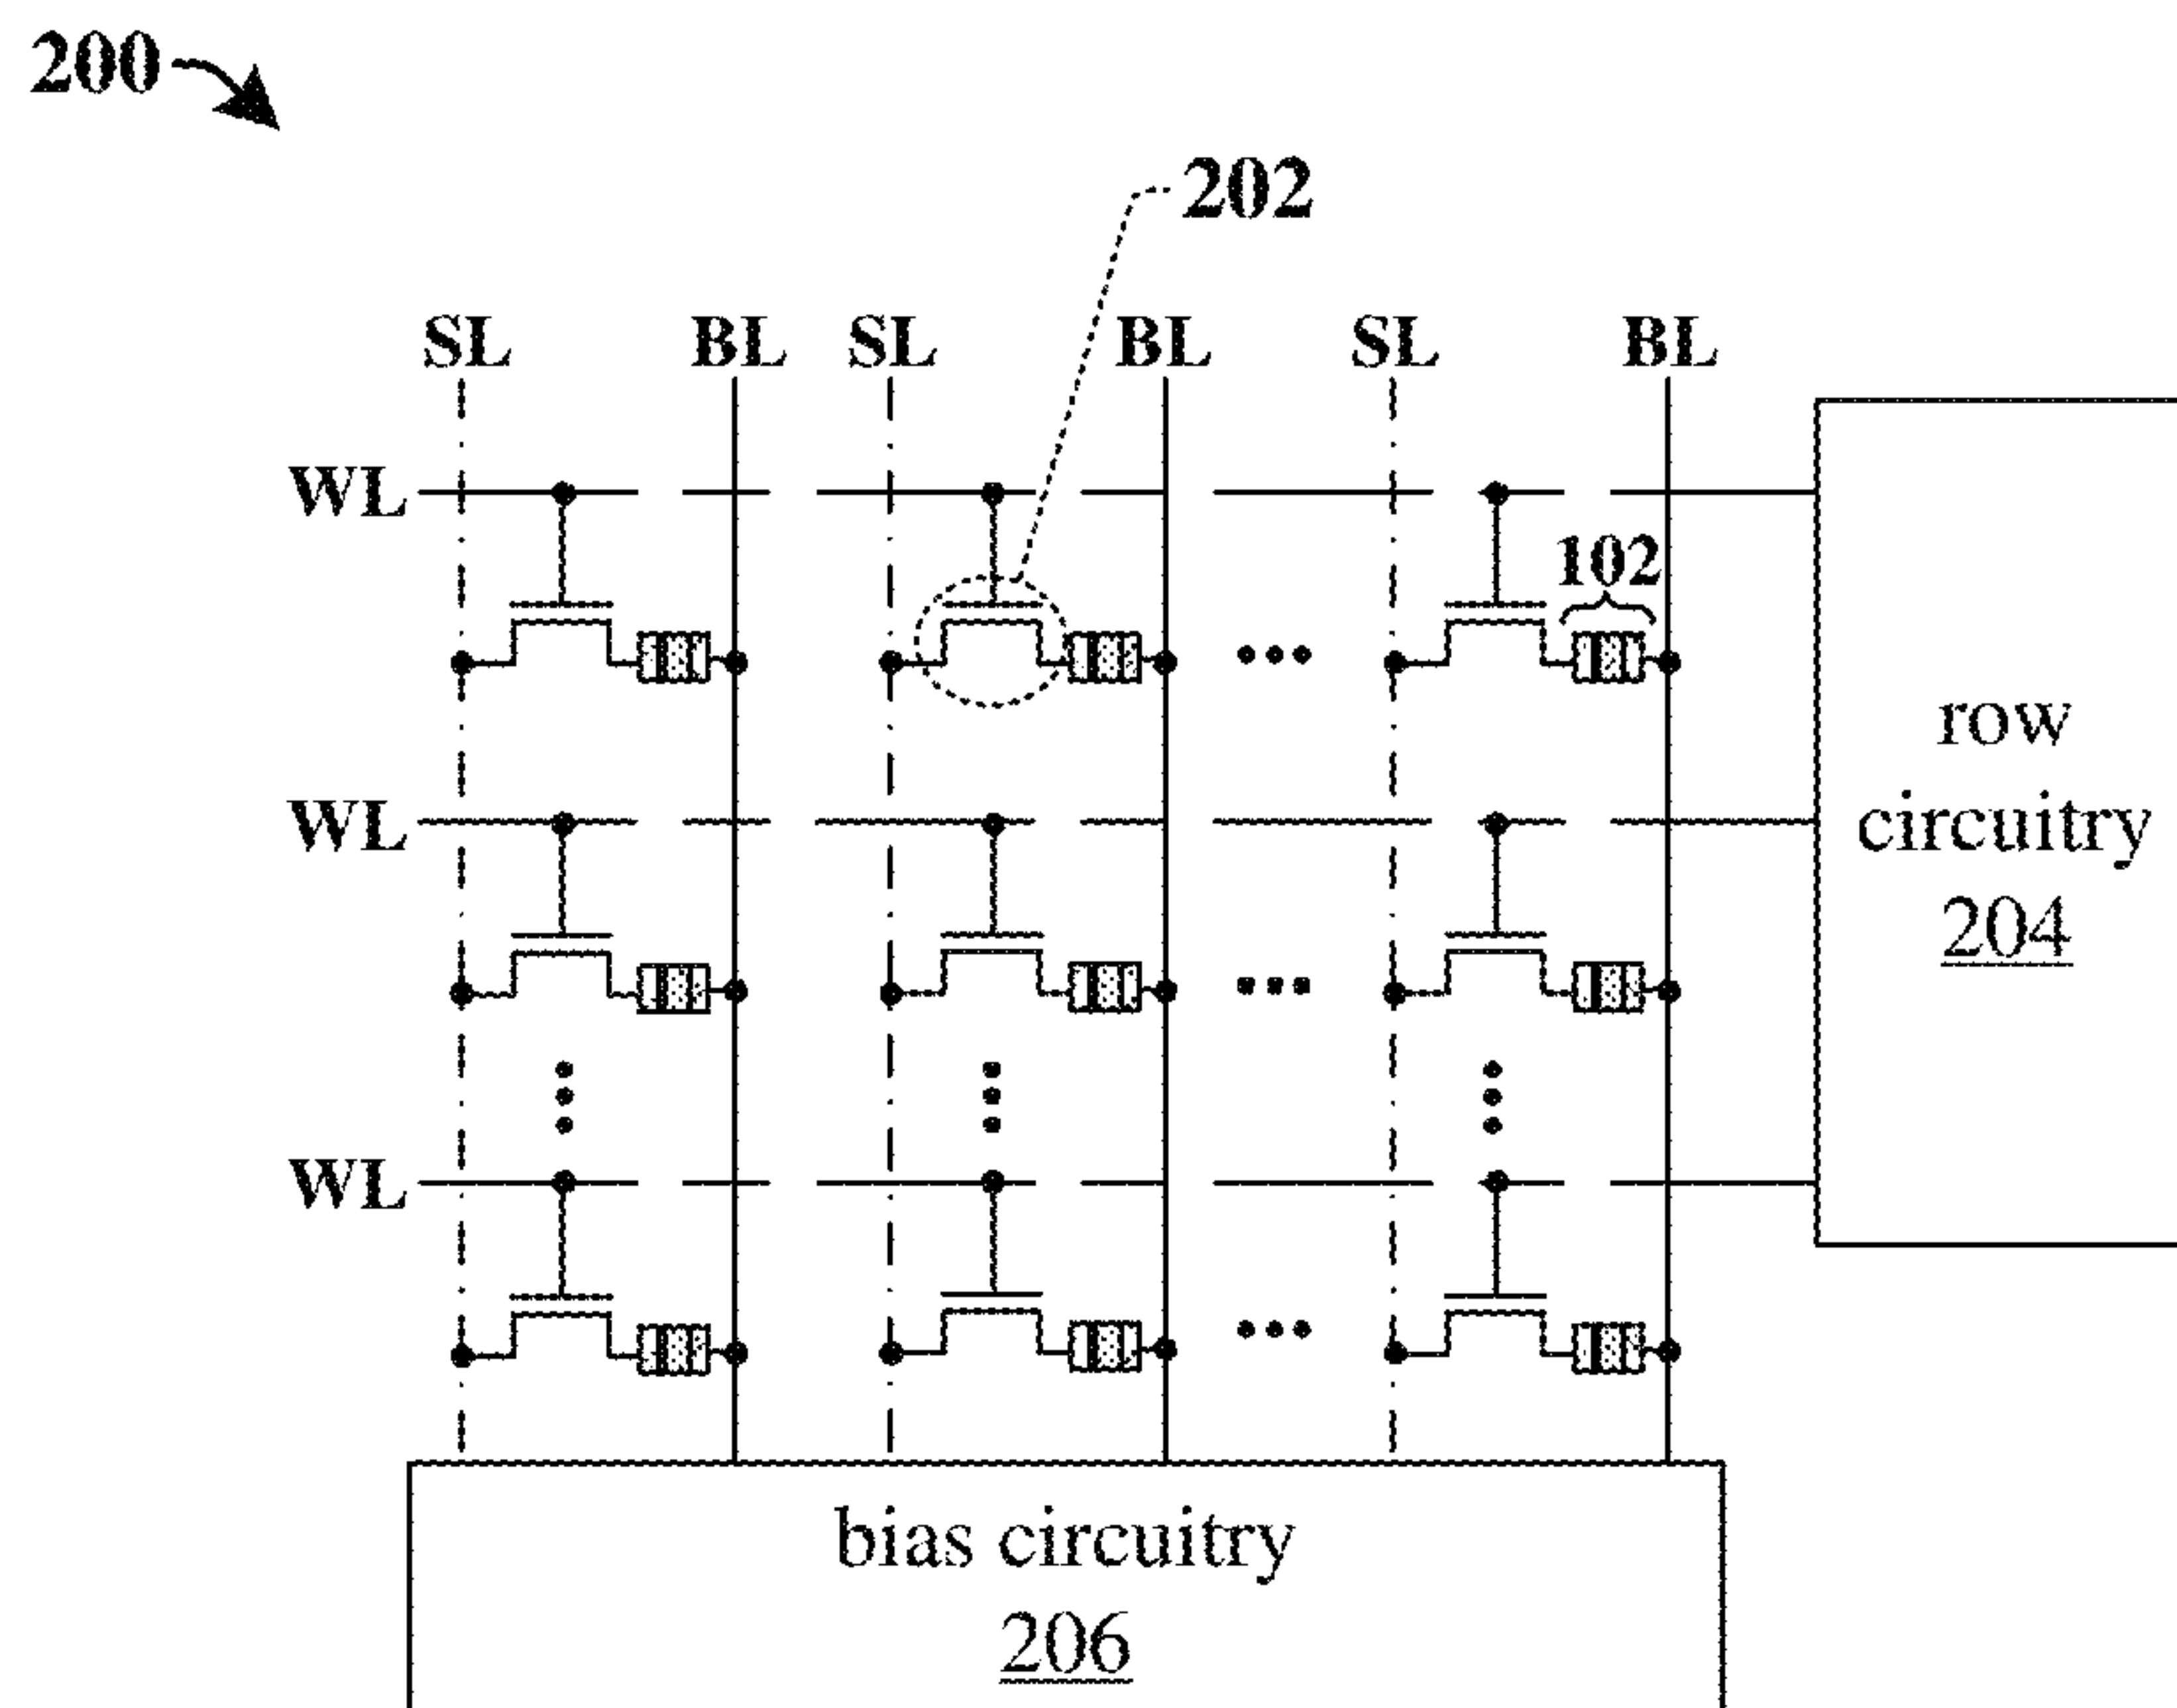 200
202
SL BL SL BL SL BL
WL
102
row
circuitry
204
WL
WL
bias circuitry
206